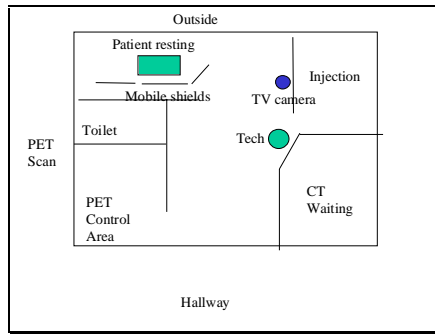 Outside
Patient resting
Injection
Mobile shields
TV camera
Toilet
Tech
PET
Scan
PET
Control
Area
CT
Waiting
Hallway